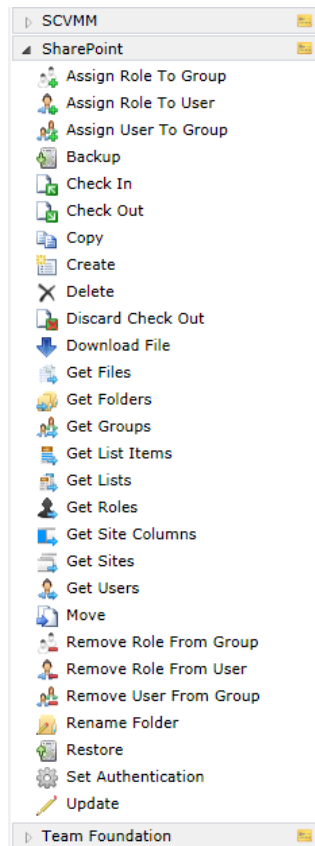 SCVMM
SharePoint
Assign Role To Group
Assign Role To User
Assign User To Group
Backup
Check In
Check Out
Copy
Create
Delete
Discard Check Out
Download File
Get Files
Get Folders
Get Groups
Get List Items
Get Lists
Get Roles
Get Site Columns
Get Sites
Get Users
Move
Remove Role From Group
Remove Role From User
Remove User From Group
Rename Folder
Restore
Set Authentication
Update
Team Foundation